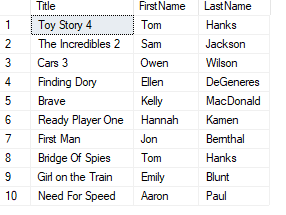 Title FirstName LastName
1 Toy Story 4 Tom Hanks
2 The Incredibles 2 Sam Jackson
3 Cars 3 Owen Wilson
4 Finding Dory Ellen DeGeneres
5 Brave Kelly MacDonald
6 Ready Player One Hannah Kamen
7 First Man Jon Bernthal
8 Bridge Of Spies Tom Hanks
9 Girl on the Train Emily Blunt
10 Need For Speed Aaron Paul